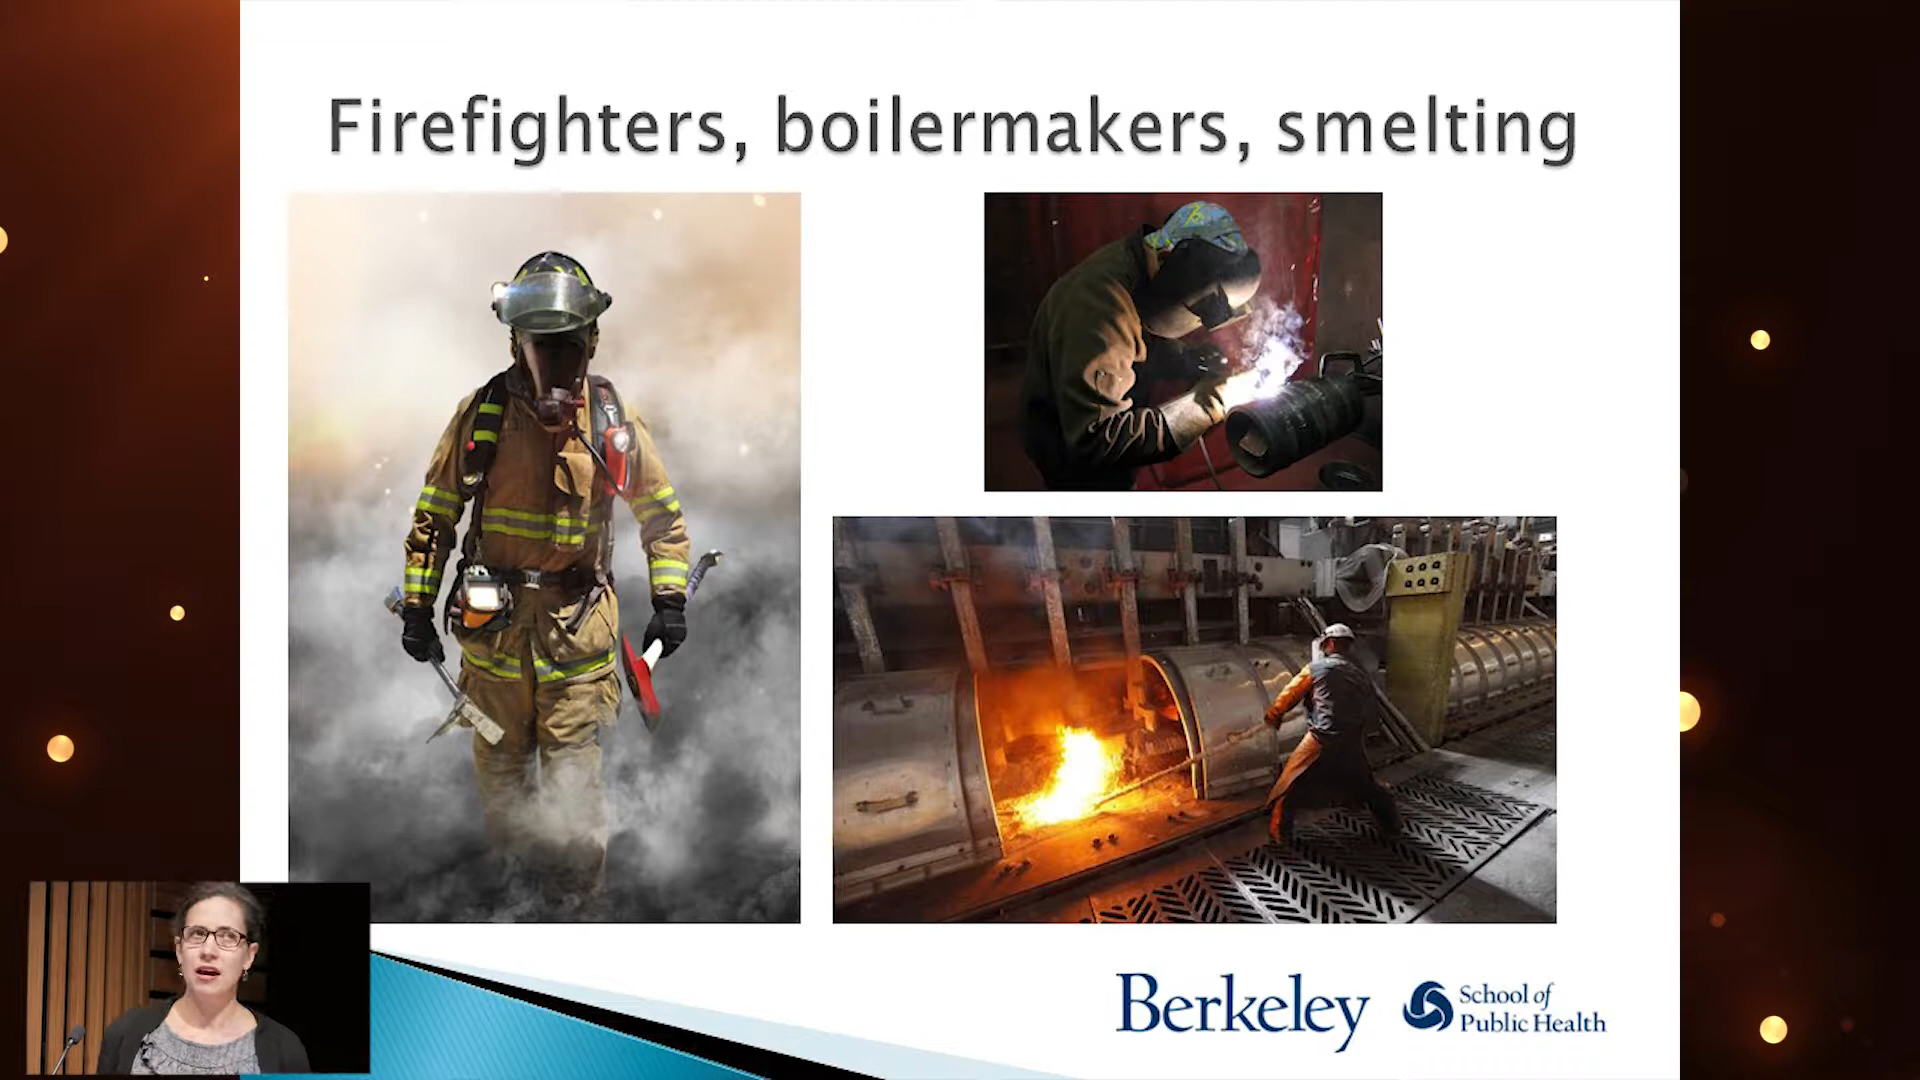 Firefighters, boilermakers, smelting
Berkeley
School of
Public Health